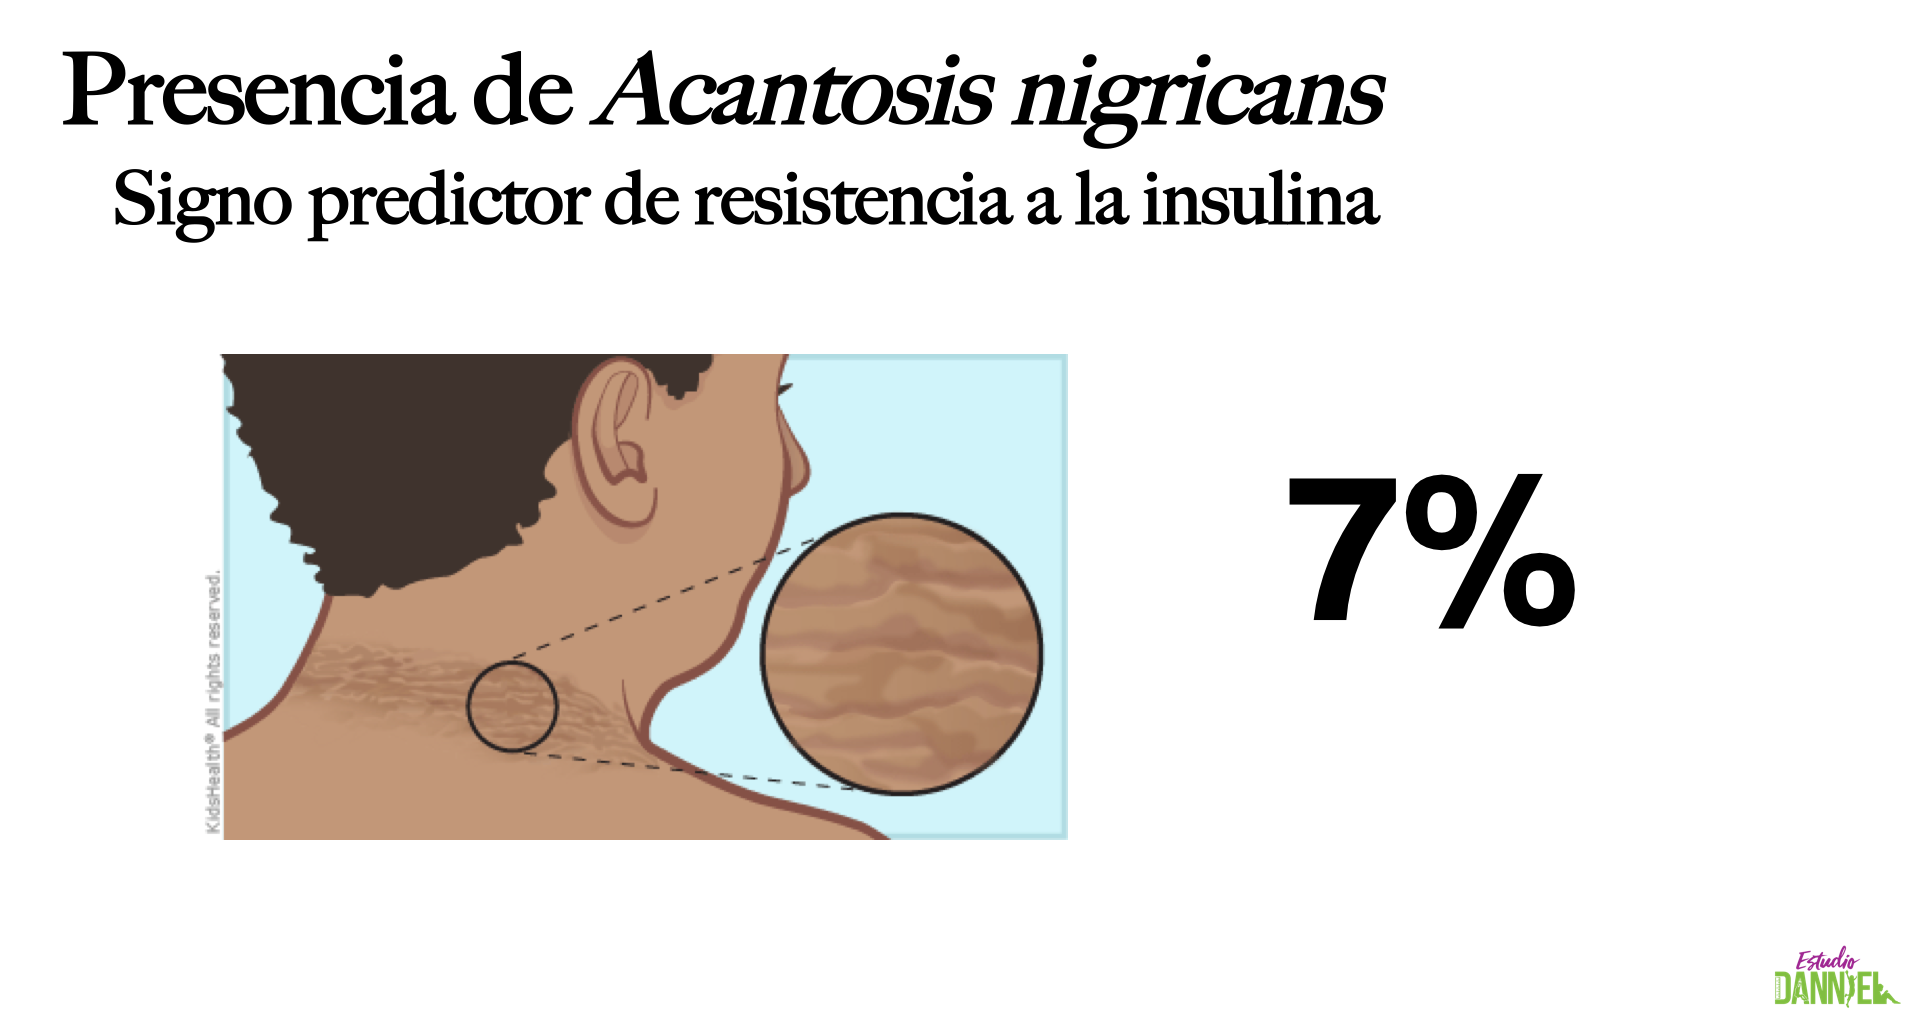 Presencia de Acantosis nigricans
Signo predictor de resistencia a la insulina
KidsHealth® All rights reserved.
7%
Estudio
DANNIEL